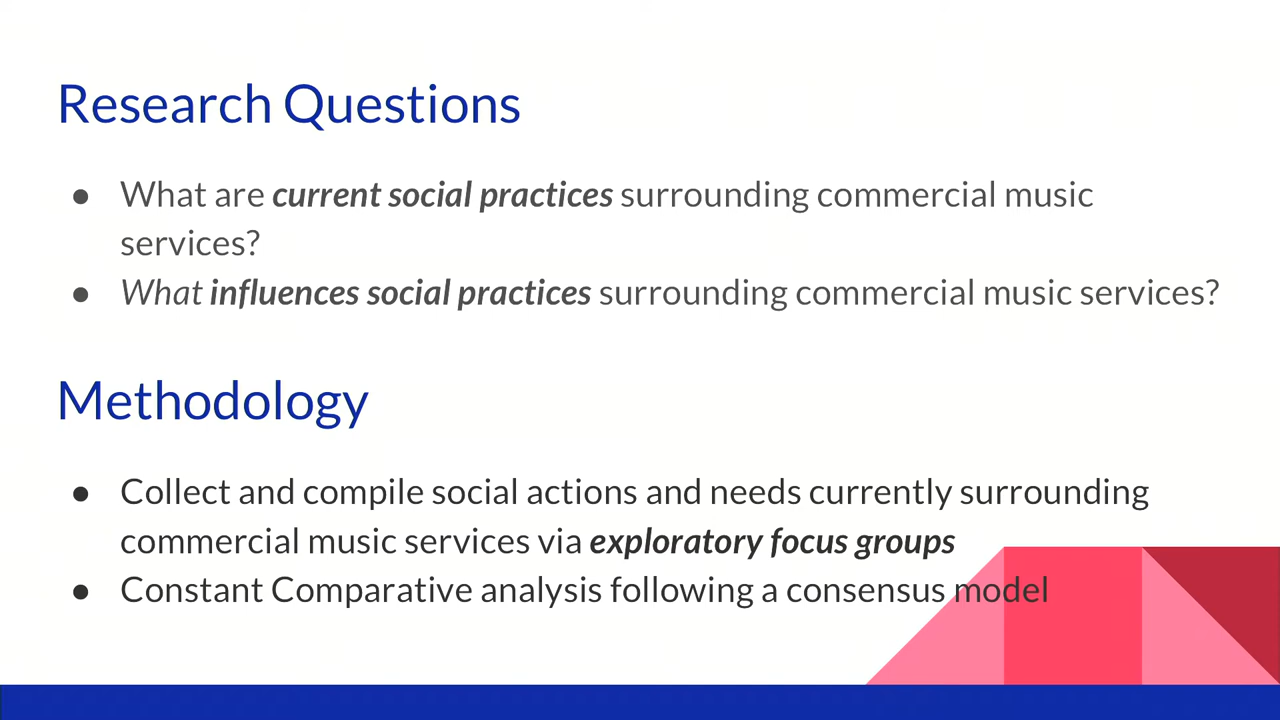 Research Questions
● What are current social practices surrounding commercial music
services?
● What influences social practices surrounding commercial music services?
Methodology
● Collect and compile social actions and needs currently surrounding
commercial music services via exploratory focus groups
● Constant Comparative analysis following a consensus model